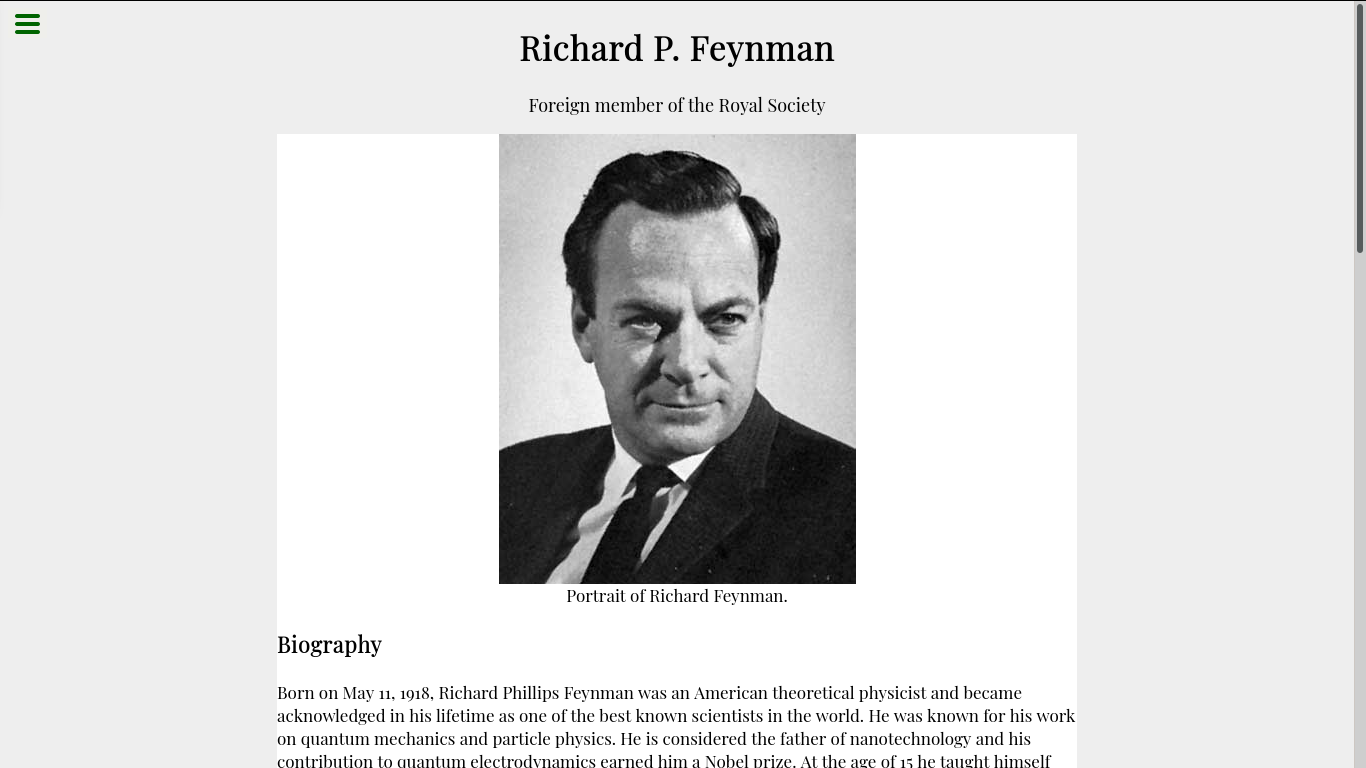 Richard P. Feynman
Foreign member of the Royal Society
Portrait of Richard Feynman.
Biography
Born on May 11, 1918, Richard Phillips Feynman was an American theoretical physicist and became
acknowledged in his lifetime as one of the best known scientists in the world. He was known for his work
on quantum mechanics and particle physics. He is considered the father of nanotechnology and his
contribution to quantum electrodynamics earned him a Nobel prize. At the age of 15 he taught himself